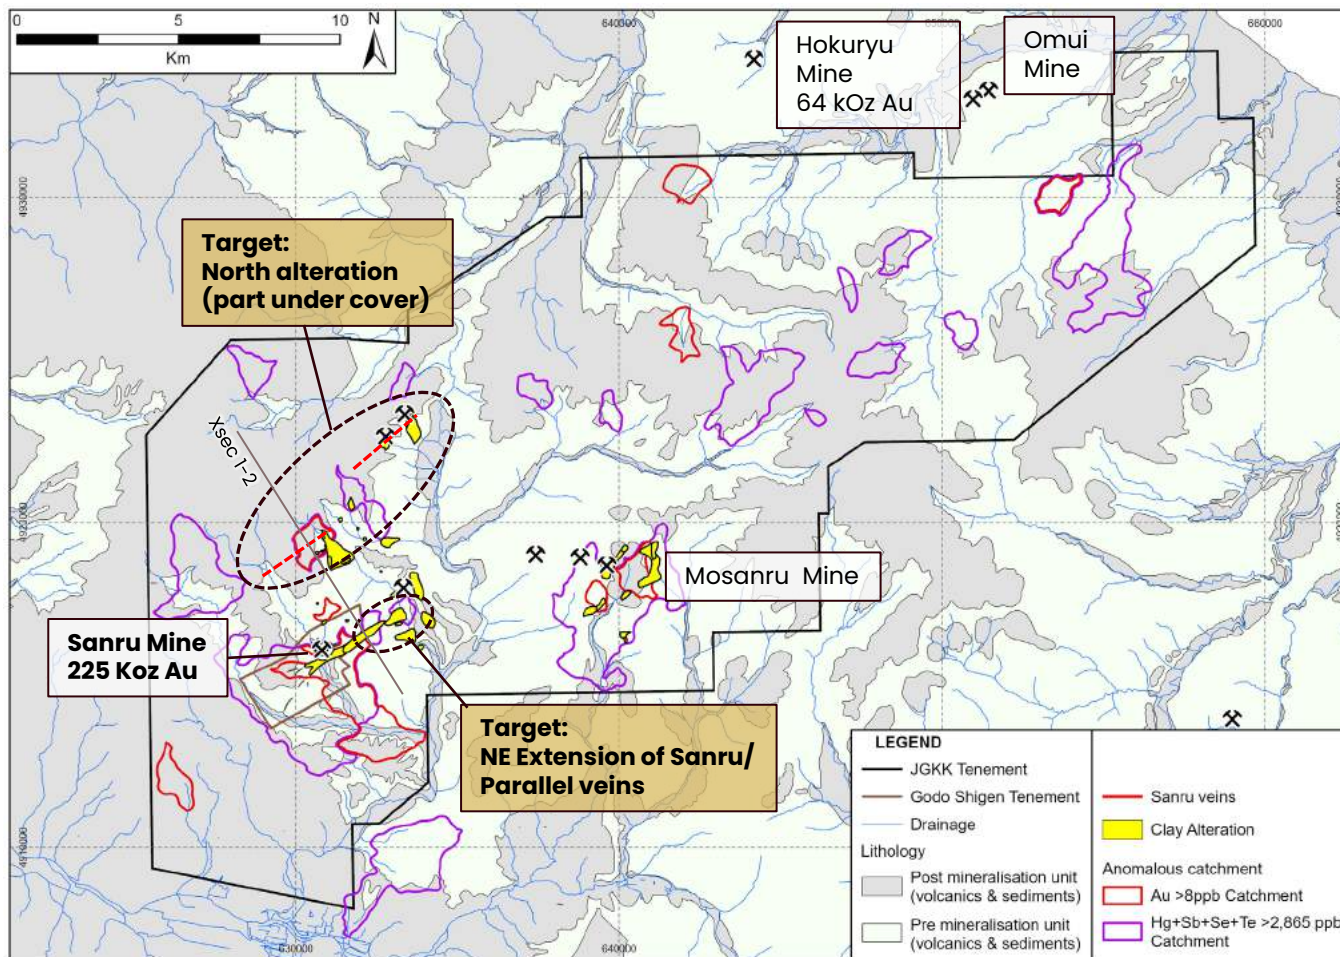 0 5 10
Km
N
640000
660000
Hokuryu
Mine
64 kOz Au
Omui
Mine
4930000
Target:
North alteration
(part under cover)
Xsec 1-2
Mosanru Mine
Sanru Mine
225 Koz Au
Target:
NE Extension of Sanru/
Parallel veins
4910000
630000
640000
LEGEND
JGKK Tenement
Godo Shigen Tenement
Drainage
Lithology
Post mineralisation unit
(volcanics & sediments)
Pre mineralisation unit
(volcanics & sediments)
Sanru veins
Clay Alteration
Anomalous catchment
Au >8ppb Catchment
Hg+Sb+Se+Te >2,865 ppb
Catchment